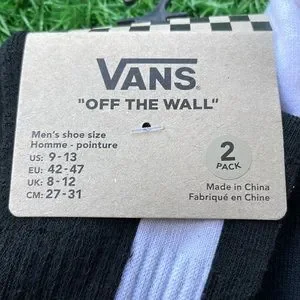 VANS
"OFF THE WALL"
Men's shoe size
Homme - pointure
US: 9-13
EU: 42-47
UK: 8-12
CM: 27-31
2
PACK
Made in China
Fabriqué en Chine